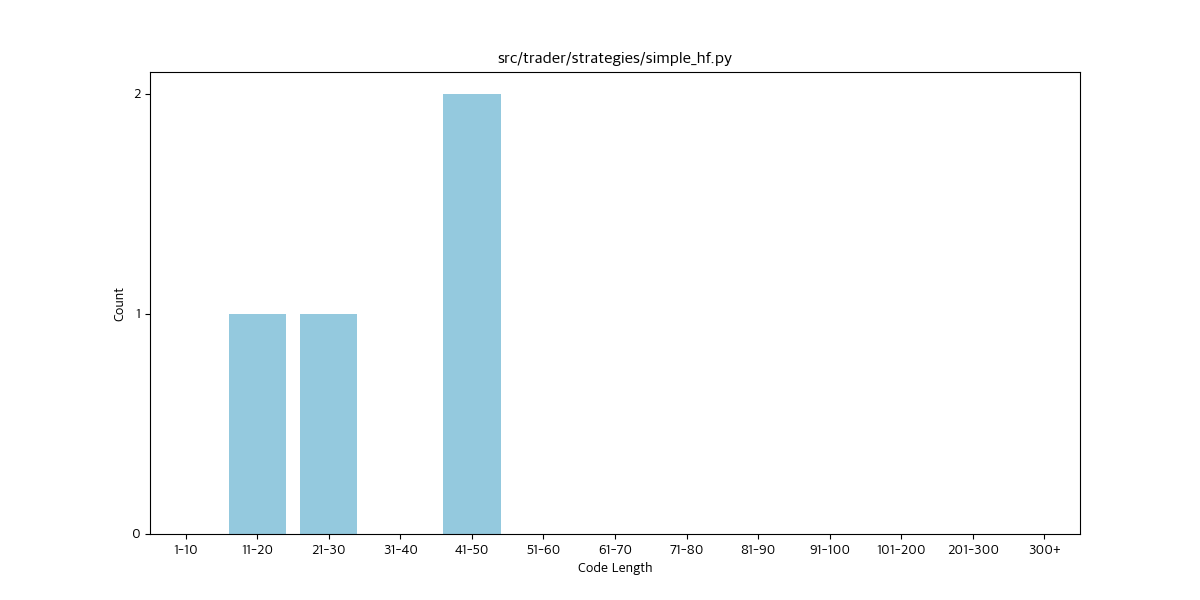 src/trader/strategies/simple_hf.py
2
1
0
Count
1-10 11-20 21-30 31-40 41-50 51-60 61-70 71-80 81-90 91-100 101-200 201-300 300+
Code Length